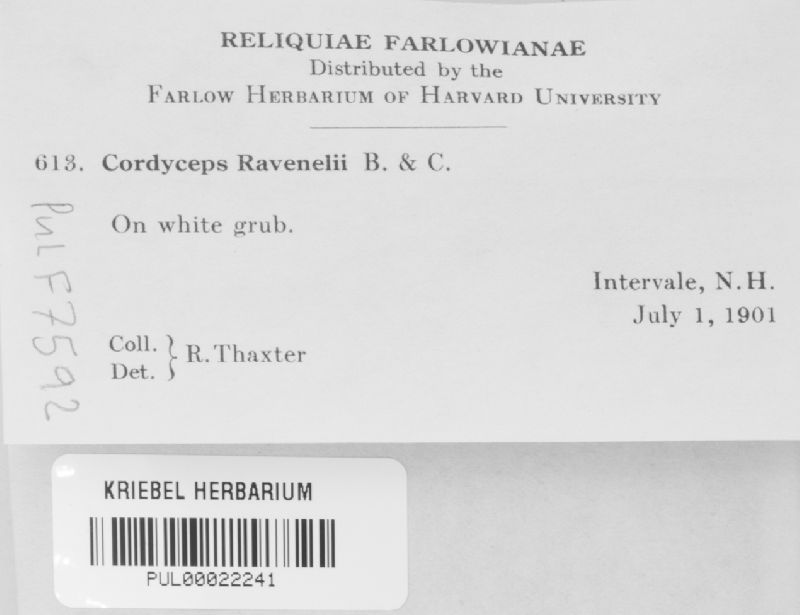 RELIQUIAE FARLOWIANAE
Distributed by the
FARLOW HERBARIUM OF HARVARD UNIVERSITY
613. Cordyceps Ravenelii B. & C.
On white grub.
Intervale, N.H.
July 1, 1901
Coll.
Det. } R. Thaxter
Pul F7592
KRIEBEL HERBARIUM
PUL00022241